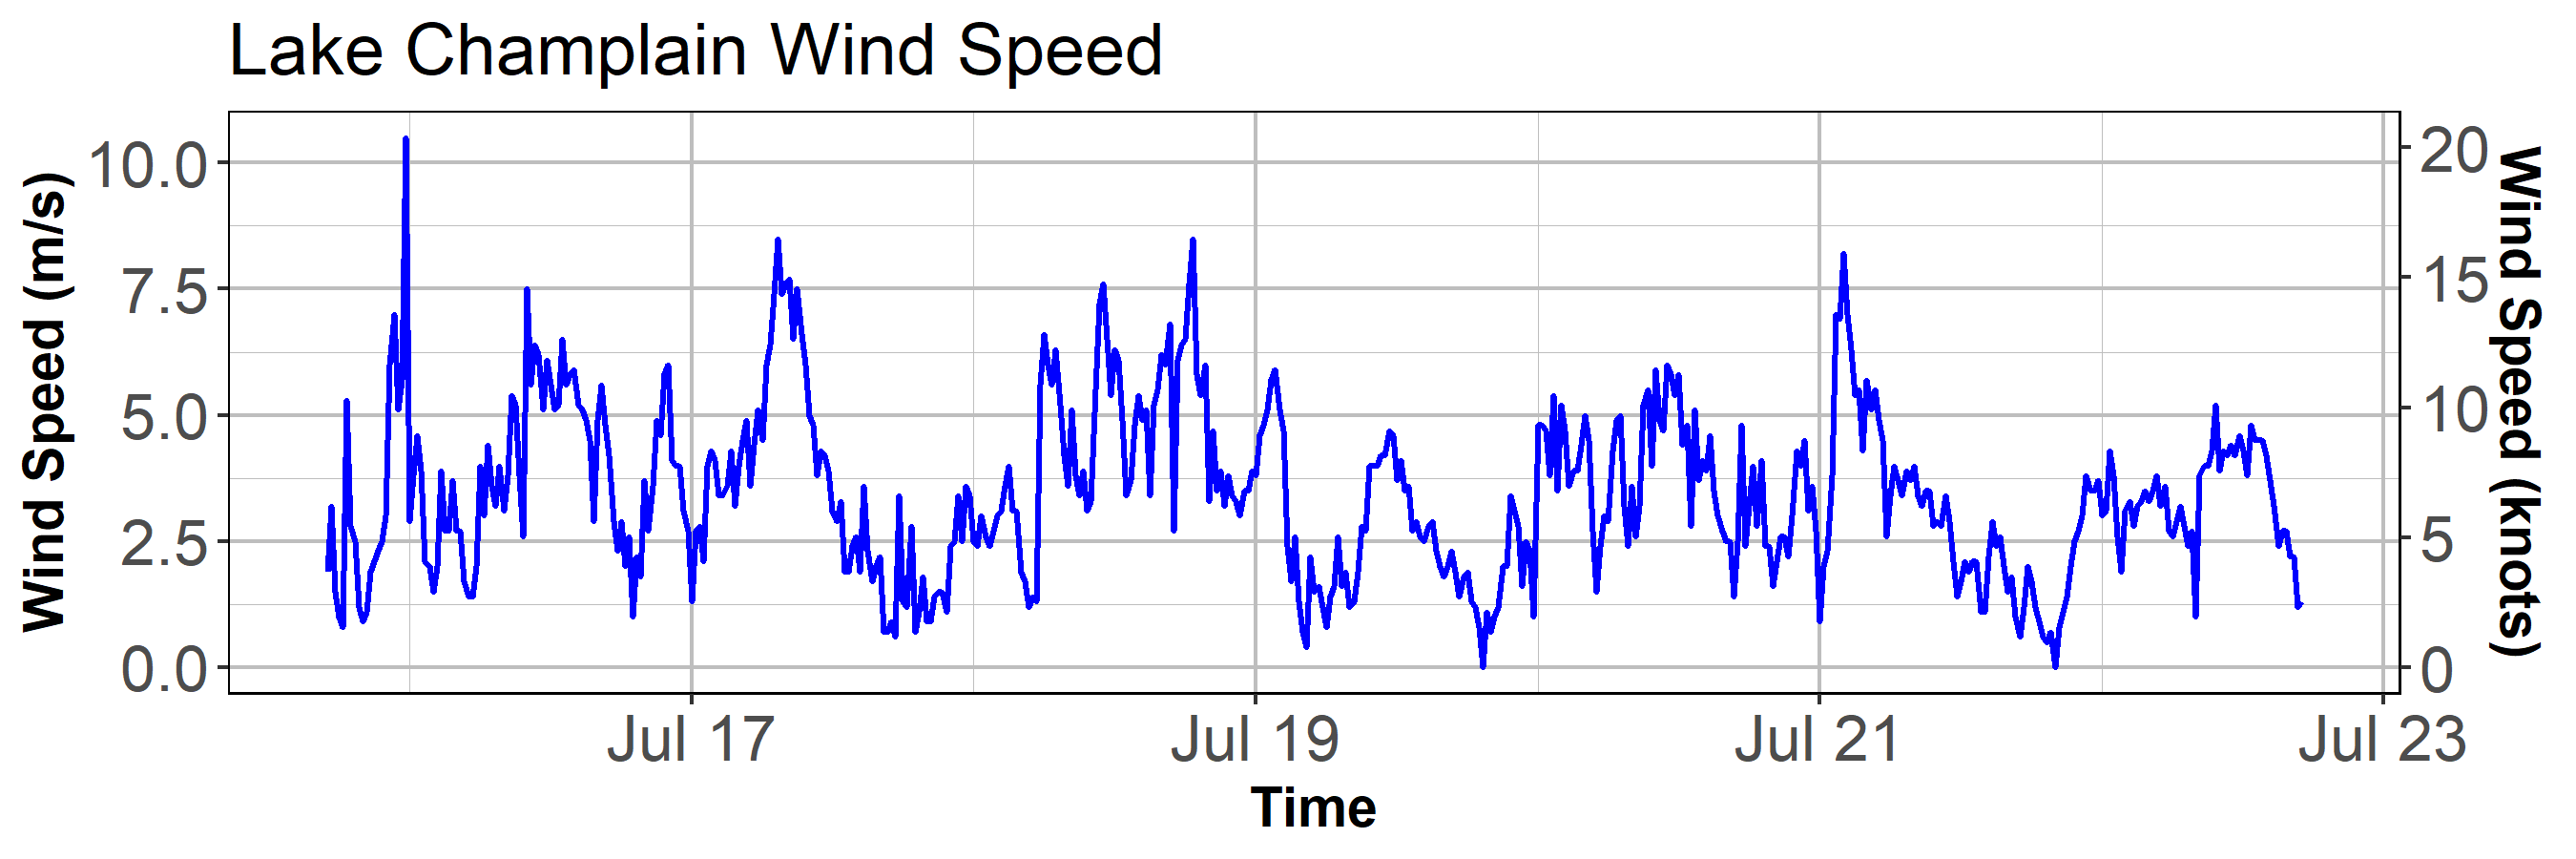 Lake Champlain Wind Speed
Wind Speed (m/s)
10.0
7.5
5.0
2.5
0.0
20
15
10
5
0
Wind Speed (knots)
Jul 17 Jul 19 Jul 21 Jul 23
Time